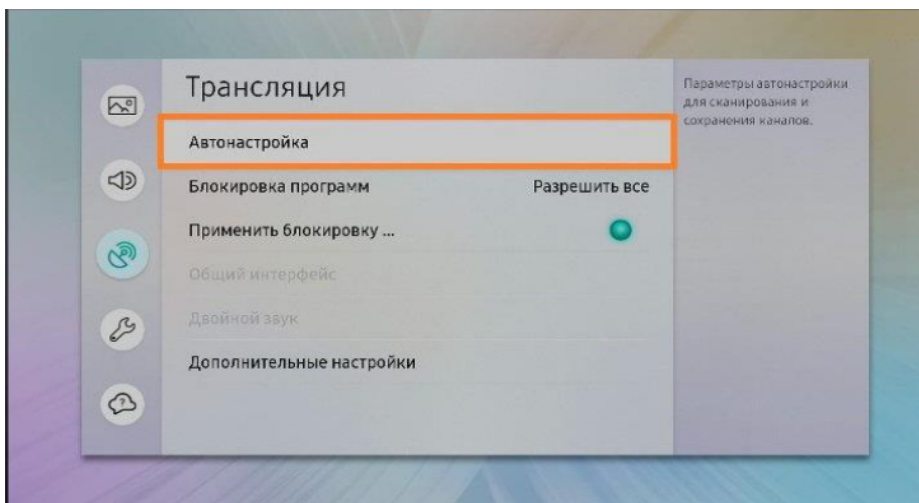 Трансляция
Параметры автонастройки
для сканирования и
сохранения каналов.
Автонастройка
Блокировка программ Разрешить все
Применить блокировку ...
Общий интерфейс
Двойной звук
Дополнительные настройки